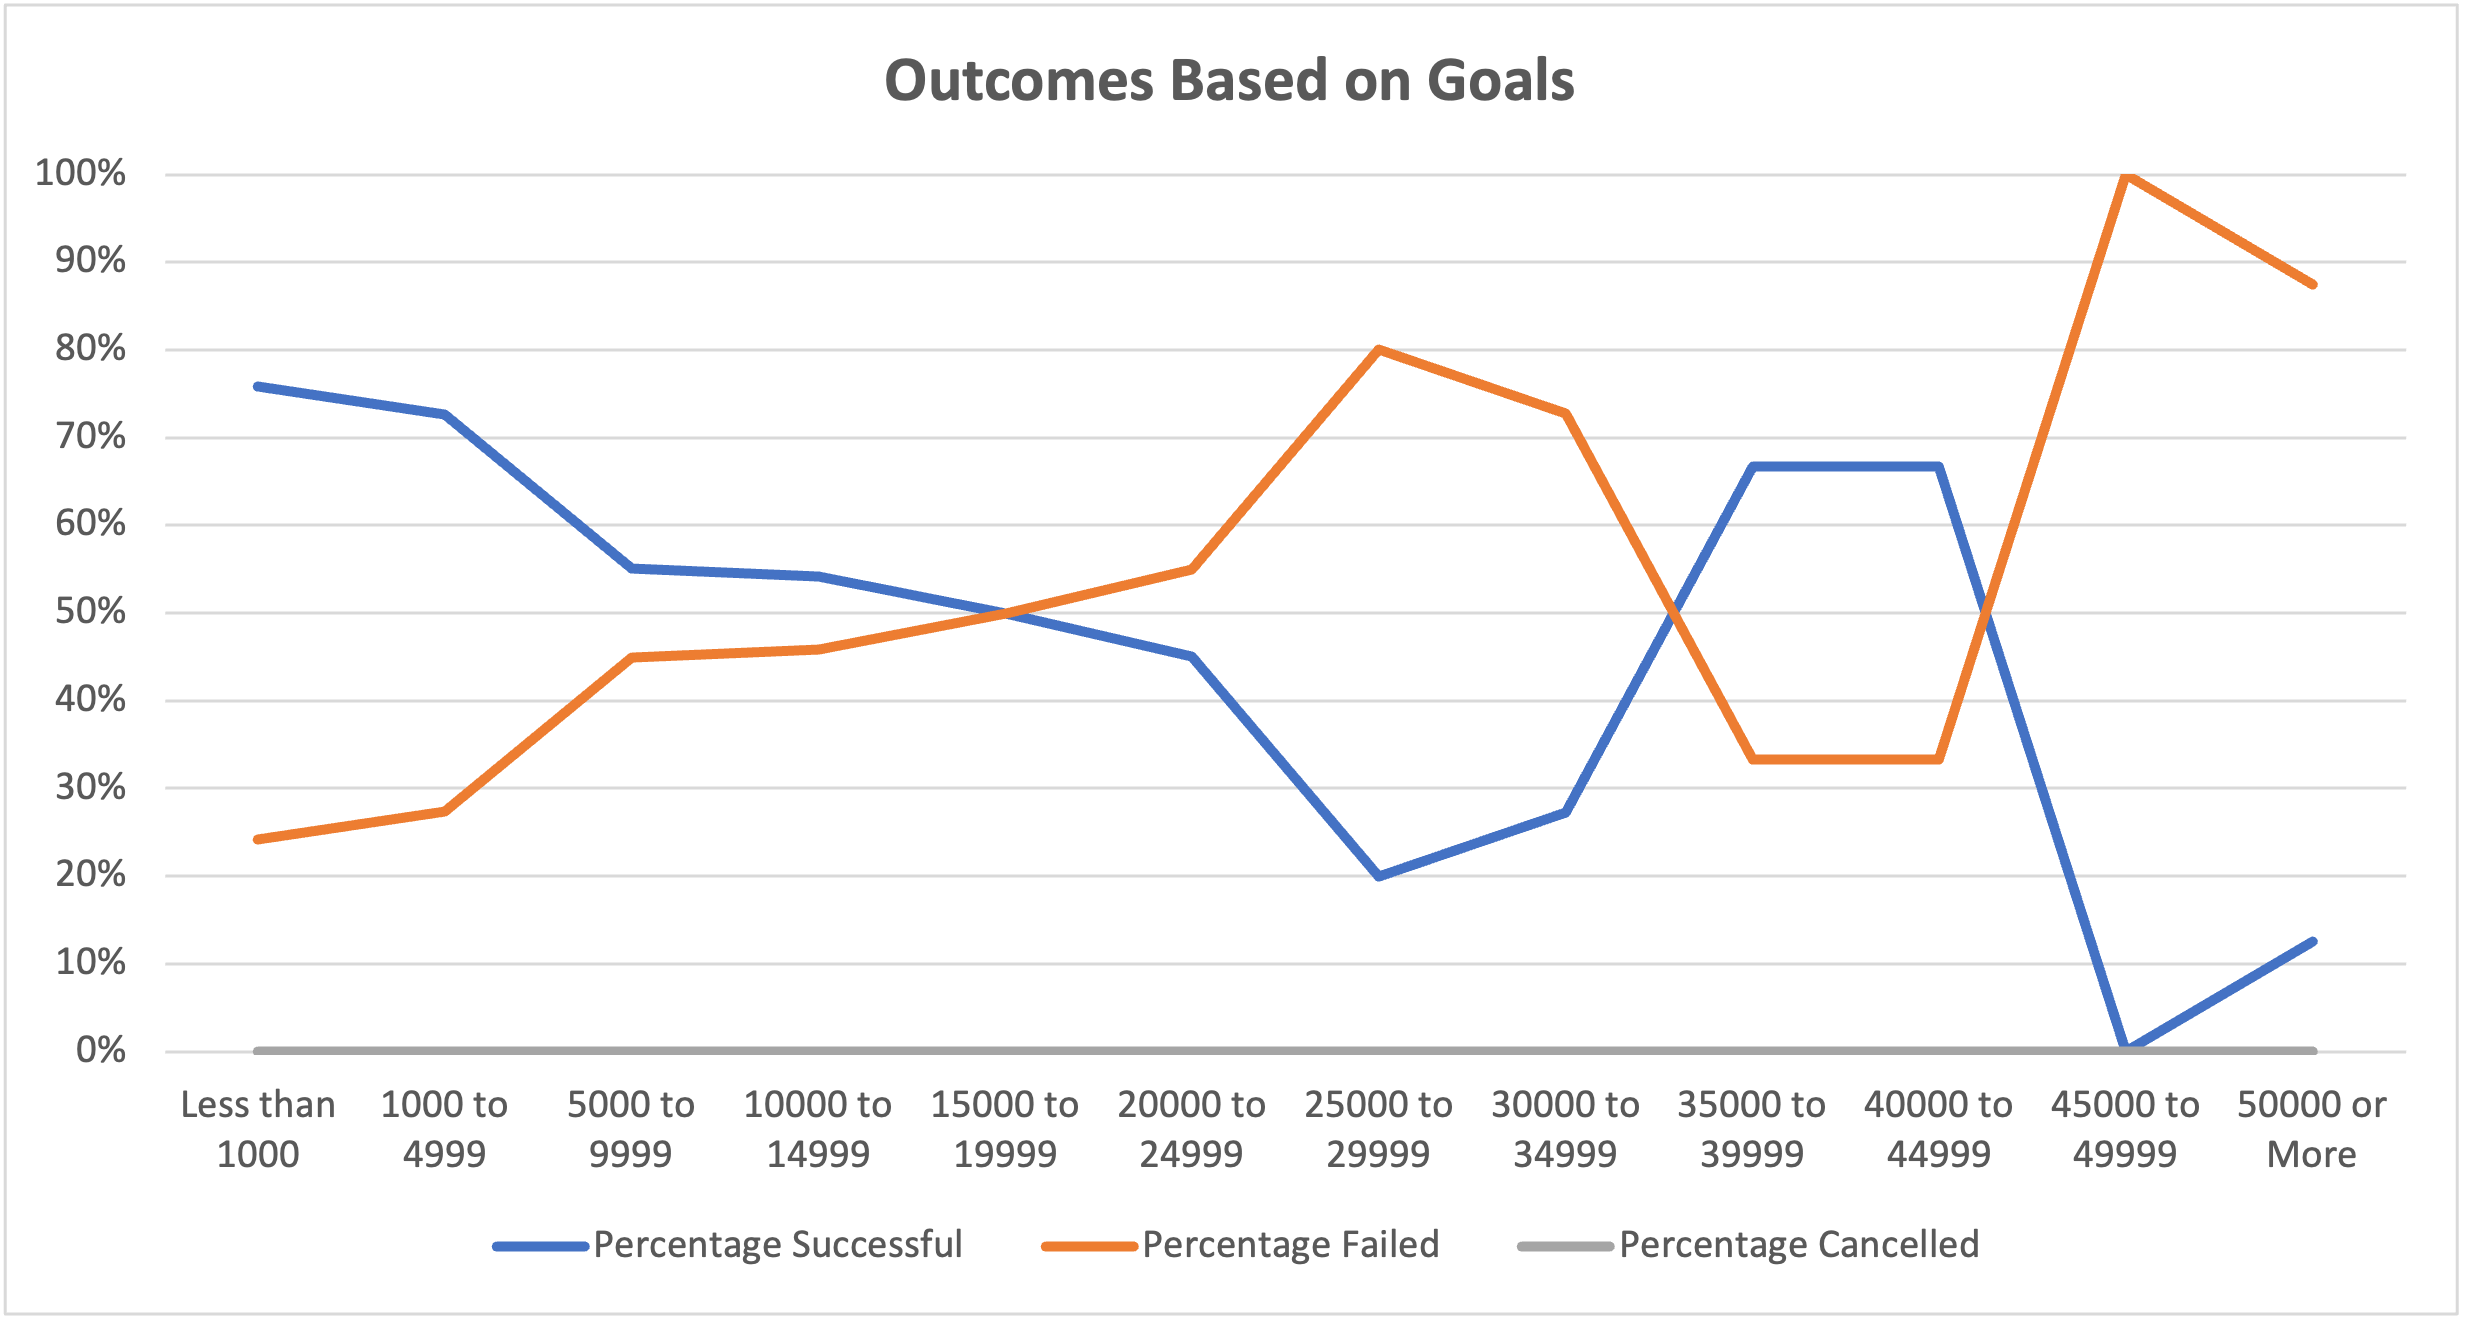 Outcomes Based on Goals
100%
90%
80%
70%
60%
50%
40%
30%
20%
10%
0%
Less than 1000 to 5000 to 10000 to 15000 to 20000 to 25000 to 30000 to 35000 to 40000 to 45000 to 50000 or
1000 4999 9999 14999 19999 24999 29999 34999 39999 44999 49999 More
Percentage Successful Percentage Failed Percentage Cancelled